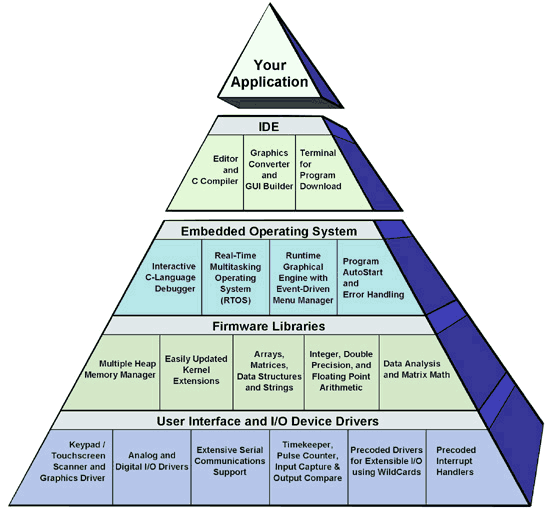 Your
Application
IDE
Editor
and
C Compiler
Graphics
Converter
and
GUI Builder
Terminal
for
Program
Download
Embedded Operating System
Interactive
C-Language
Debugger
Real-Time
Multitasking
Operating
System
(RTOS)
Runtime
Graphical
Engine with
Event-Driven
Menu Manager
Program
AutoStart
and
Error Handling
Firmware Libraries
Multiple Heap
Memory Manager
Easily Updated
Kernel
Extensions
Arrays,
Matrices,
Data Structures
and Strings
Integer, Double
Precision, and
Floating Point
Arithmetic
Data Analysis
and Matrix Math
User Interface and I/O Device Drivers
Keypad /
Touchscreen
Scanner and
Graphics Driver
Analog and
Digital I/O Drivers
Extensive Serial
Communications
Support
Timekeeper,
Pulse Counter,
Input Capture &
Output Compare
Precoded Drivers
for Extensible I/O
using WildCards
Precoded
Interrupt
Handlers